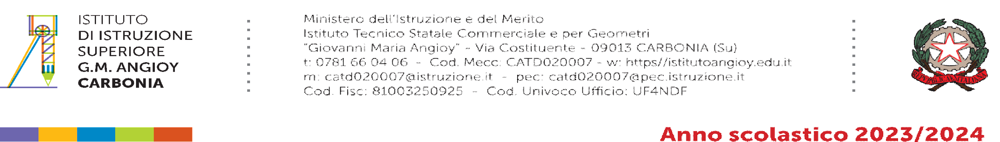 ISTITUTO
DI ISTRUZIONE
SUPERIORE
G.M. ANGIOY
CARBONIA
Ministero dell'Istruzione e del Merito
Istituto Tecnico Statale Commerciale e per Geometri
"Giovanni Maria Angioy" - Via Costituente - 09013 CARBONIA (Su)
t: 0781 66 04 06 - Cod. Mecc: CATD020007 - w: https//istitutoangioy.edu.it
m: catd020007@istruzione.it - pec: catd020007@pec.istruzione.it
Cod. Fisc: 81003250925 - Cod. Univoco Ufficio: UF4NDF
REPVBBLICA ITALIANA
Anno scolastico 2023/2024